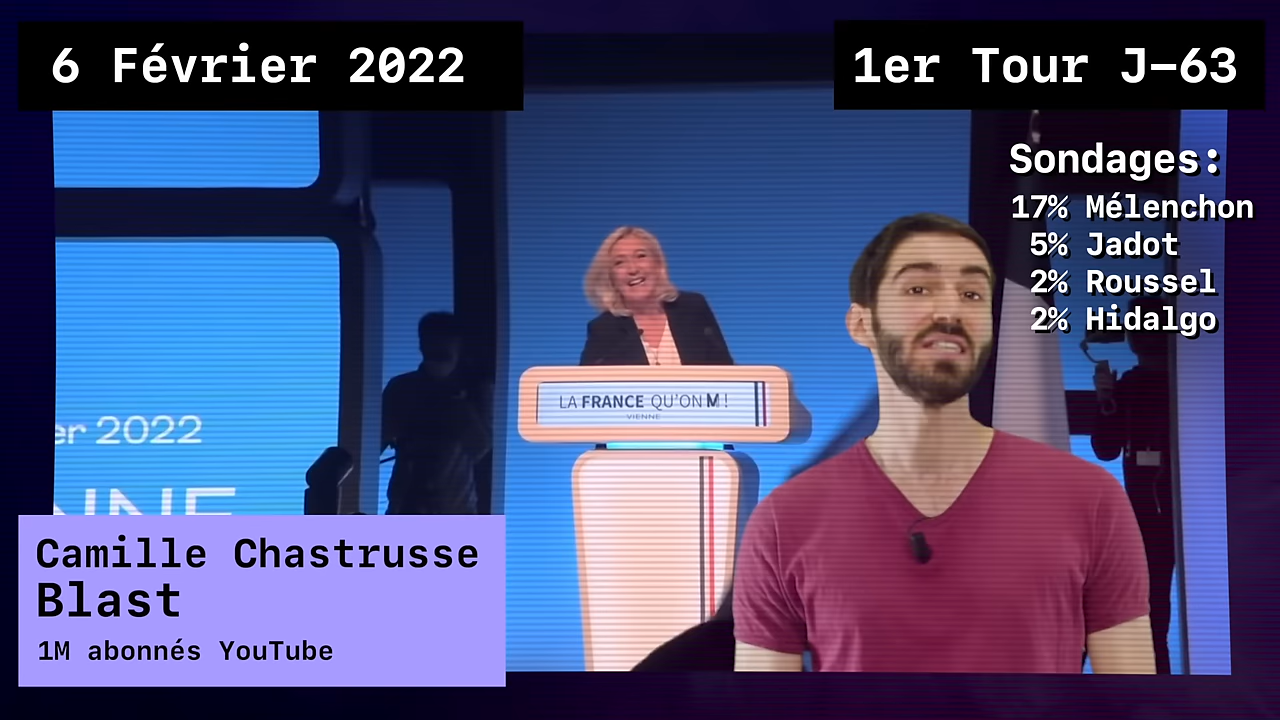 6 Février 2022
1er Tour J-63
Sondages:
17% Mélenchon
5% Jadot
2% Roussel
2% Hidalgo
LA FRANCE QU'ON M !
VIENNE
er 2022
NNE
Camille Chastrusse
Blast
1M abonnés YouTube